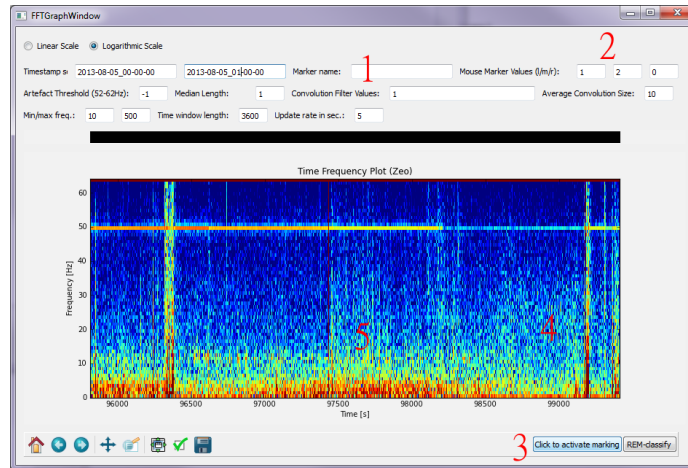 FFTGraphWindow
Linear Scale Logarithmic Scale
1 2
Timestamp se 2013-08-05_00-00-00 2013-08-05_01-00-00 Marker name: Mouse Marker Values (l/m/r): 1 2 0
Artefact Threshold (52-62Hz): -1 Median Length: 1 Convolution Filter Values: 1 Average Convolution Size: 10
Min/max freq.: 10 500 Time window length: 3600 Update rate in sec.: 5
Time Frequency Plot (Zeo)
60
50
40
30
20
10
0
Frequency [Hz]
5 4
96000 96500 97000 97500 98000 98500 99000
Time [s]
3 Click to activate marking REM-classify